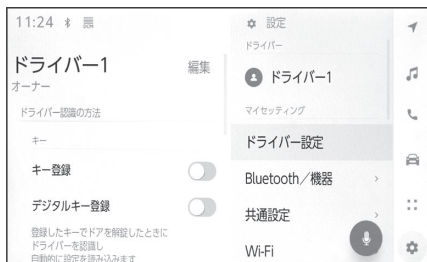 11:24
ドライバー1
編集
オーナー
ドライバー認識の方法
キー
キー登録
デジタルキー登録
登録したキーでドアを解錠したときに
ドライバーを認識し
自動的に設定を読み込みます
設定
ドライバー
ドライバー1
マイセッティング
ドライバー設定
Bluetooth／機器
共通設定
Wi-Fi